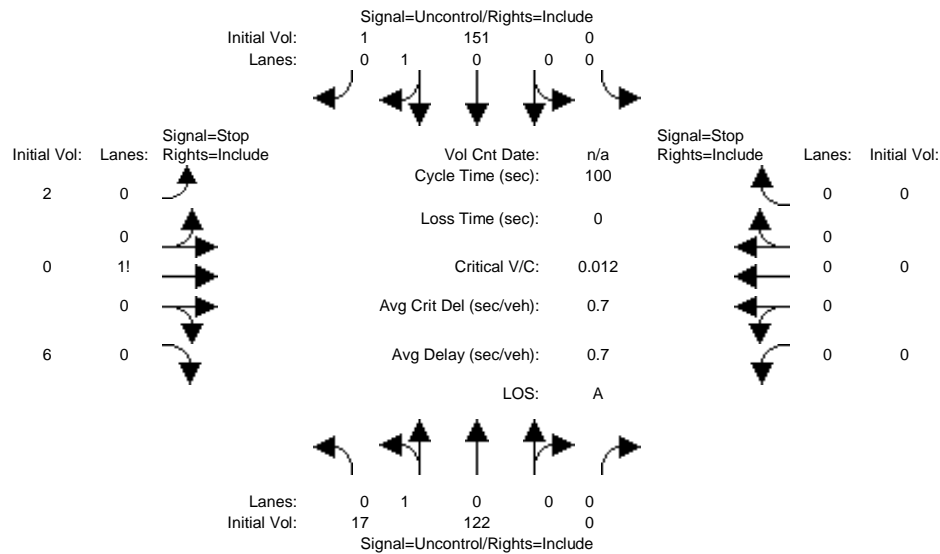 Signal=Uncontrol/Rights=Include
Initial Vol: 1 151 0
Lanes: 0 1 0 0 0
Signal=Stop Signal=Stop
Initial Vol: Lanes: Rights=Include Vol Cnt Date: n/a Rights=Include Lanes: Initial Vol:
Cycle Time (sec): 100
2 0 0 0
Loss Time (sec): 0
0 0
0 1! Critical V/C: 0.012 0 0
0 Avg Crit Del (sec/veh): 0.7 0
6 0 Avg Delay (sec/veh): 0.7 0 0
LOS: A
Lanes: 0 1 0 0 0
Initial Vol: 17 122 0
Signal=Uncontrol/Rights=Include